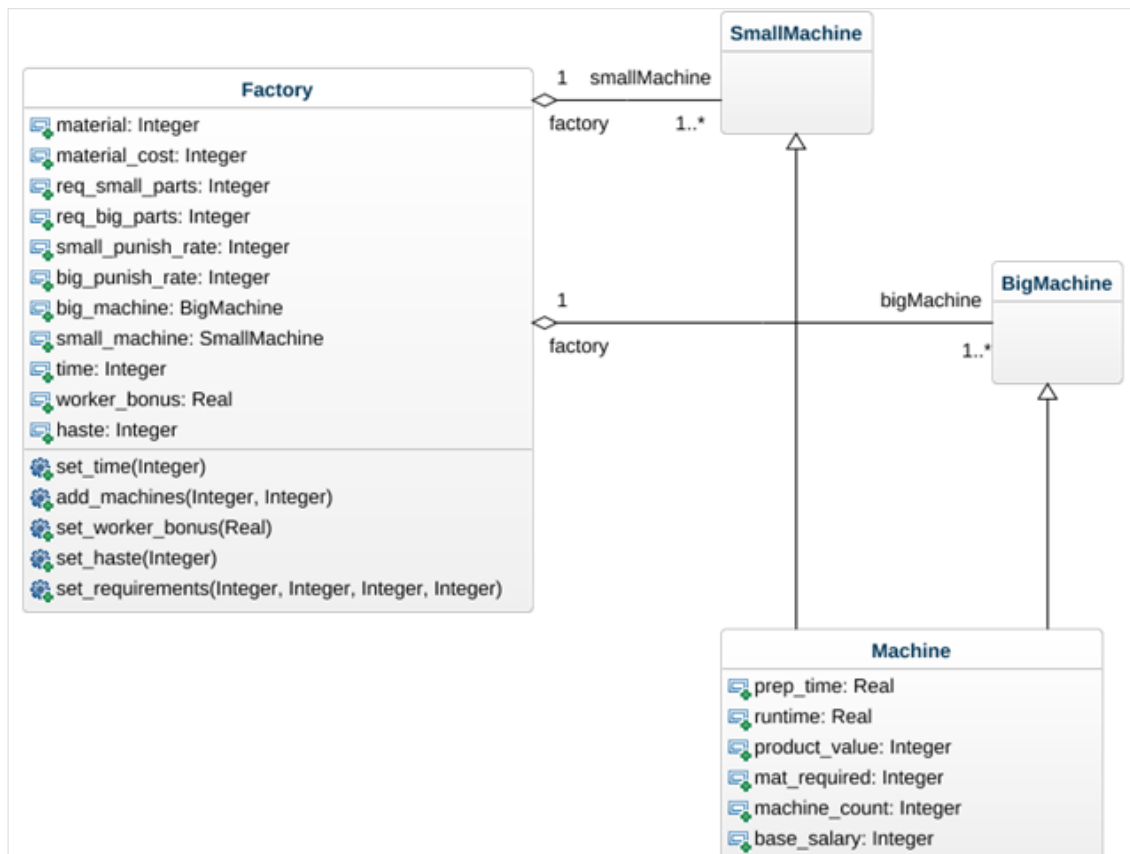 SmallMachine
1 smallMachine
factory 1..*
Factory
material: Integer
material_cost: Integer
req_small_parts: Integer
req_big_parts: Integer
small_punish_rate: Integer
big_punish_rate: Integer
big_machine: BigMachine
small_machine: SmallMachine
time: Integer
worker_bonus: Real
haste: Integer
set_time(Integer)
add_machines(Integer, Integer)
set_worker_bonus(Real)
set_haste(Integer)
set_requirements(Integer, Integer, Integer, Integer)
1 bigMachine
factory 1..*
BigMachine
Machine
prep_time: Real
runtime: Real
product_value: Integer
mat_required: Integer
machine_count: Integer
base_salary: Integer